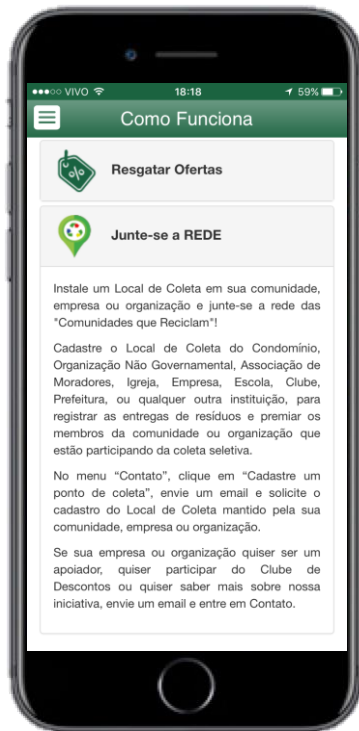 VIVO 18:18 59%
Como Funciona
%
Resgatar Ofertas
Junte-se a REDE
Instale um Local de Coleta em sua comunidade,
empresa ou organização e junte-se a rede das
"Comunidades que Reciclam"!
Cadastre o Local de Coleta do Condomínio,
Organização Não Governamental, Associação de
Moradores, Igreja, Empresa, Escola, Clube,
Prefeitura, ou qualquer outra instituição, para
registrar as entregas de resíduos e premiar os
membros da comunidade ou organização que
estão participando da coleta seletiva.
No menu “Contato”, clique em “Cadastre um
ponto de coleta”, envie um email e solicite o
cadastro do Local de Coleta mantido pela sua
comunidade, empresa ou organização.
Se sua empresa ou organização quiser ser um
apoiador, quiser participar do Clube de
Descontos ou quiser saber mais sobre nossa
iniciativa, envie um email e entre em Contato.